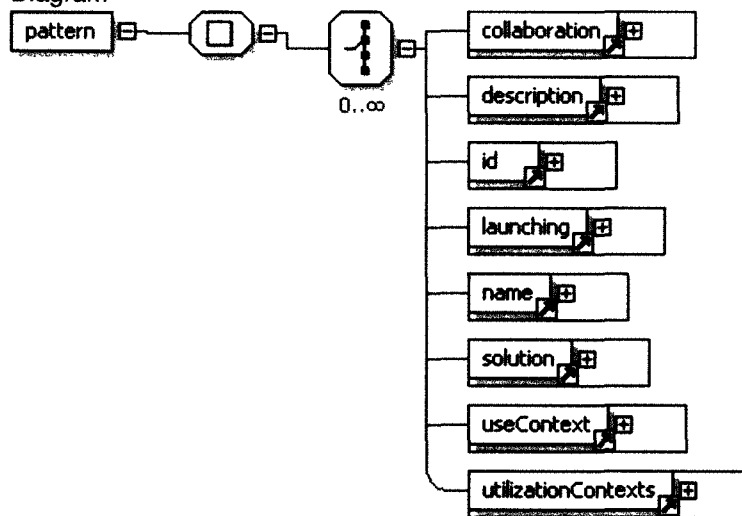 Diagram
pattern
0..∞
collaboration
description
id
launching
name
solution
useContext
utilizationContexts